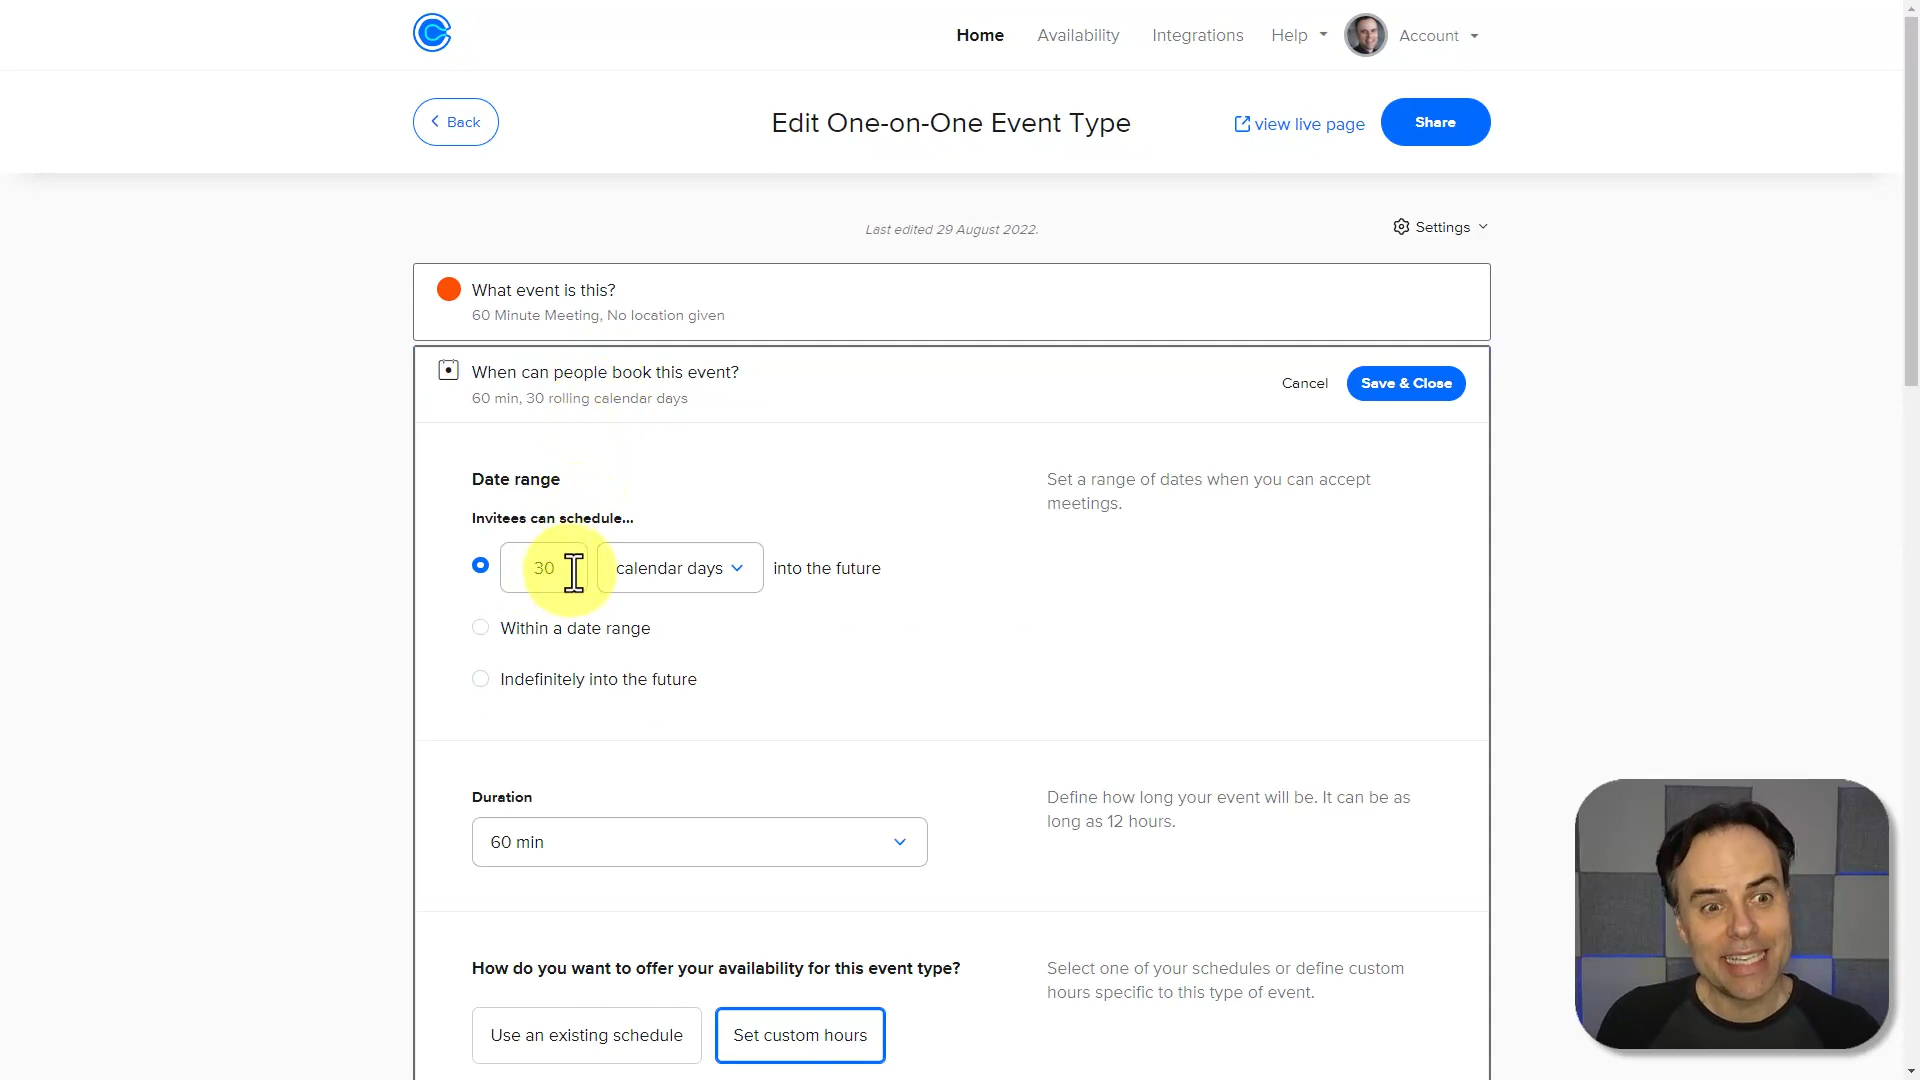 Home
Availability
Integrations
Help
Account
Back
Edit One-on-One Event Type
view live page
Share
Last edited 29 August 2022.
Settings
What event is this?
60 Minute Meeting, No location given
When can people book this event?
60 min, 30 rolling calendar days
Cancel
Save & Close
Date range
Set a range of dates when you can accept
meetings.
Invitees can schedule...
30 calendar days into the future
Within a date range
Indefinitely into the future
Duration
Define how long your event will be. It can be as
long as 12 hours.
60 min
How do you want to offer your availability for this event type?
Select one of your schedules or define custom
hours specific to this type of event.
Use an existing schedule
Set custom hours